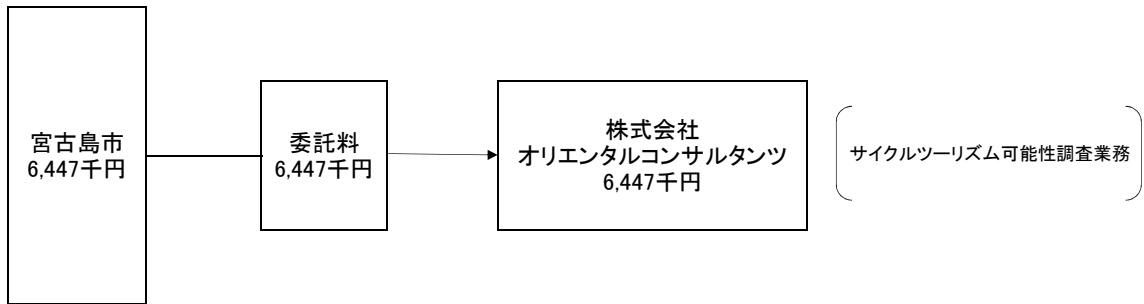 宮古島市
6,447千円
委託料
6,447千円
株式会社
オリエンタルコンサルタンツ
6,447千円
サイクルツーリズム可能性調査業務